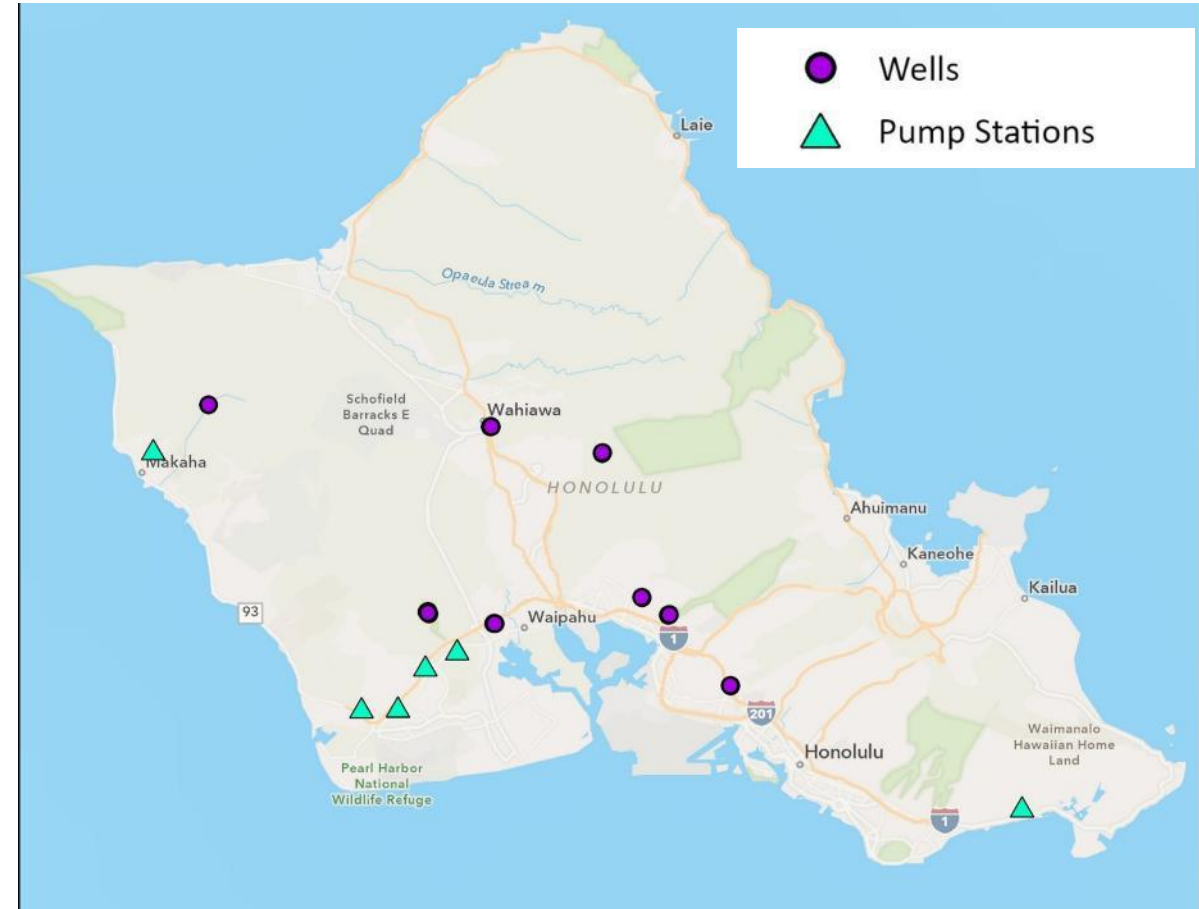 Wells
Pump Stations
Laie
Opaeula Stream
Schofield
Barracks E
Quad
Wahiawa
Makaha
HONOLULU
Ahuimanu
Kaneohe
Kailua
93
Waipahu
1
201
Waimanalo
Hawaiian Home
Land
Honolulu
Pearl Harbor
National
Wildlife Refuge
1